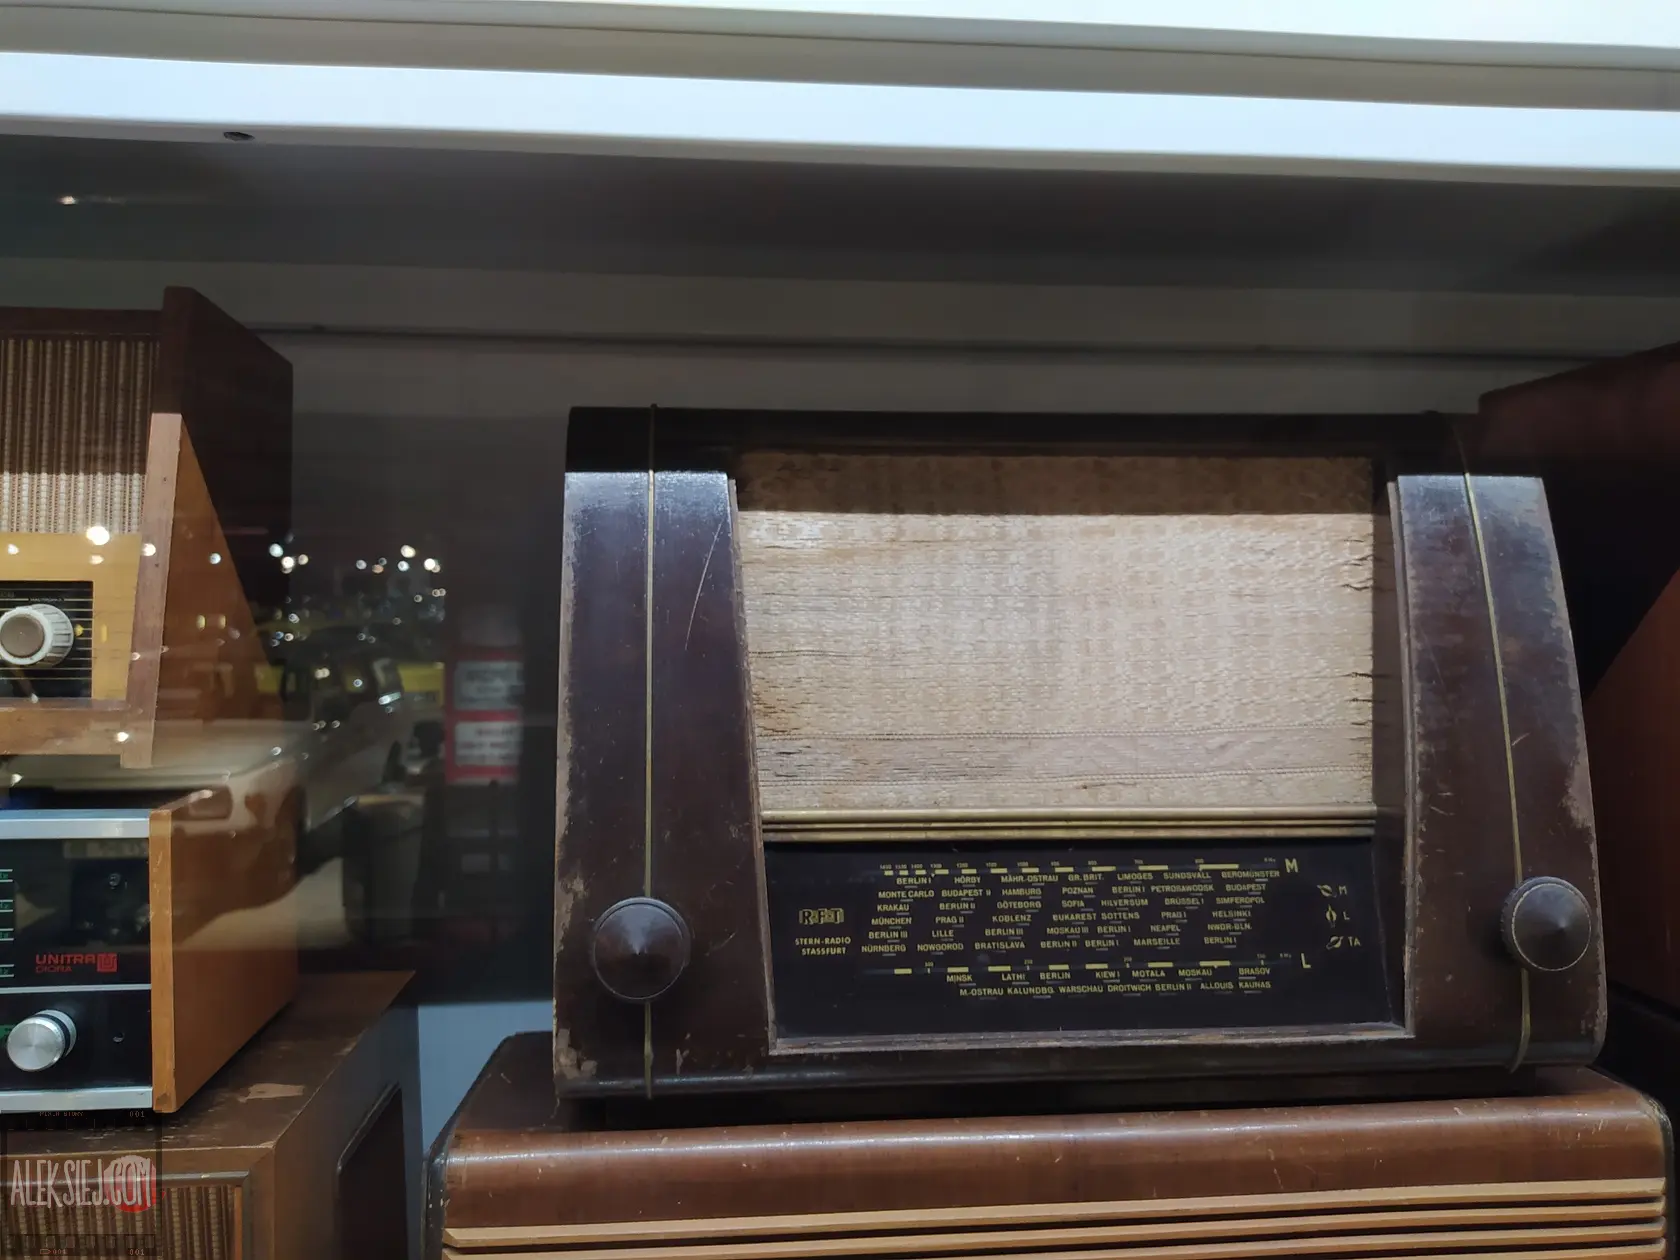 M
BERLIN I HÖRBY MÄHR.-OSTRAU GR. BRIT. LIMOGES SUNDSVALL BEROMÜNSTER
MONTE CARLO BUDAPEST II HAMBURG POZNAN BERLIN I PETROSAWODSK BUDAPEST
KRAKAU BERLIN II GÖTEBORG SOFIA HILVERSUM BRÜSSEL I SIMFEROPOL
MÜNCHEN PRAG II KOBLENZ BUKAREST SOTTENS PRAG I HELSINKI
BERLIN III LILLE BERLIN III MOSKAU III BERLIN I NEAPEL NWDR-BLN.
NÜRNBERG NOWGOROD BRATISLAVA BERLIN II BERLIN I MARSEILLE BERLIN I
L
MINSK LATHI BERLIN KIEW I MOTALA MOSKAU BRASOV
M.-OSTRAU KALUNDBG. WARSCHAU DROITWICH BERLIN II ALLOUIS KAUNAS
RFT
STERN-RADIO
STASSFURT
M
L
TA
UNITRA
DIORA
ALEKSIEJ.COM